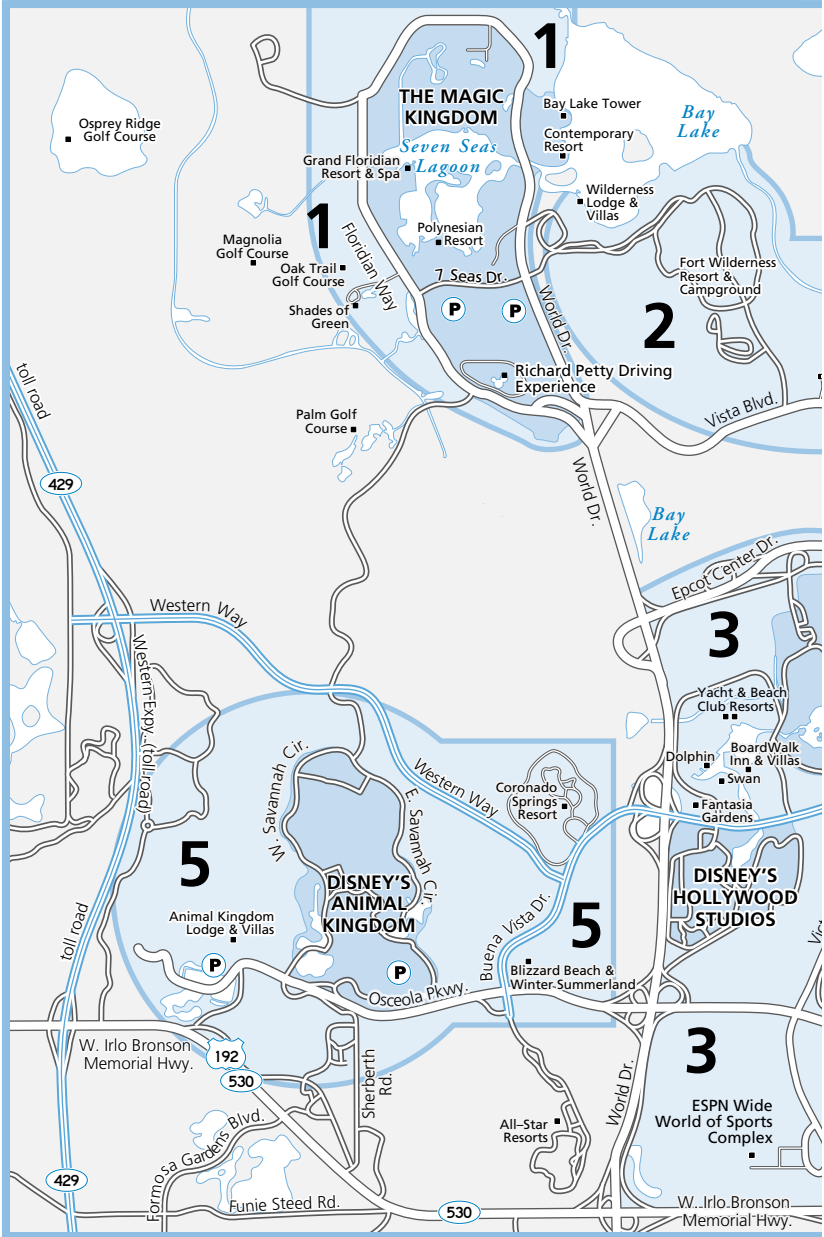 1
THE MAGIC
KINGDOM
Bay Lake Tower
Contemporary
Resort
Bay
Lake
Osprey Ridge
Golf Course
Seven Seas
Lagoon
Grand Floridian
Resort & Spa
Wilderness
Lodge &
Villas
1
Polynesian
Resort
Magnolia
Golf Course
Oak Trail
Golf Course
Floridian Way
7 Seas Dr.
Fort Wilderness
Resort &
Campground
Shades of
Green
P
P
World Dr.
2
Richard Petty Driving
Experience
toll road
Palm Golf
Course
Vista Blvd.
429
World Dr.
Bay
Lake
Epcot Center Dr.
Western Way
3
Western Expy. (toll road)
Yacht & Beach
Club Resorts
W. Savannah Cir.
Dolphin
BoardWalk
Inn & Villas
Swan
Western Way
Coronado
Springs
Resort
E. Savannah Cir.
Fantasia
Gardens
5
DISNEY'S
ANIMAL
KINGDOM
DISNEY'S
HOLLYWOOD
STUDIOS
Animal Kingdom
Lodge & Villas
toll road
Buena Vista Dr.
5
Vict
P
P
Blizzard Beach &
Winter Summerland
Osceola Pkwy.
W. Irlo Bronson
Memorial Hwy.
192
530
Sherberth
Rd.
World Dr.
3
ESPN Wide
World of Sports
Complex
All–Star
Resorts
Formosa Gardens Blvd.
429
Funie Steed Rd.
530
W. Irlo Bronson
Memorial Hwy.